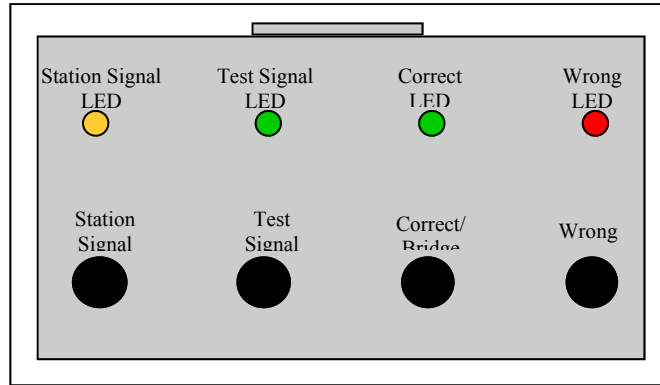 Station Signal
LED
Test Signal
LED
Correct
LED
Wrong
LED
Station
Signal
Test
Signal
Correct/
Bridge
Wrong